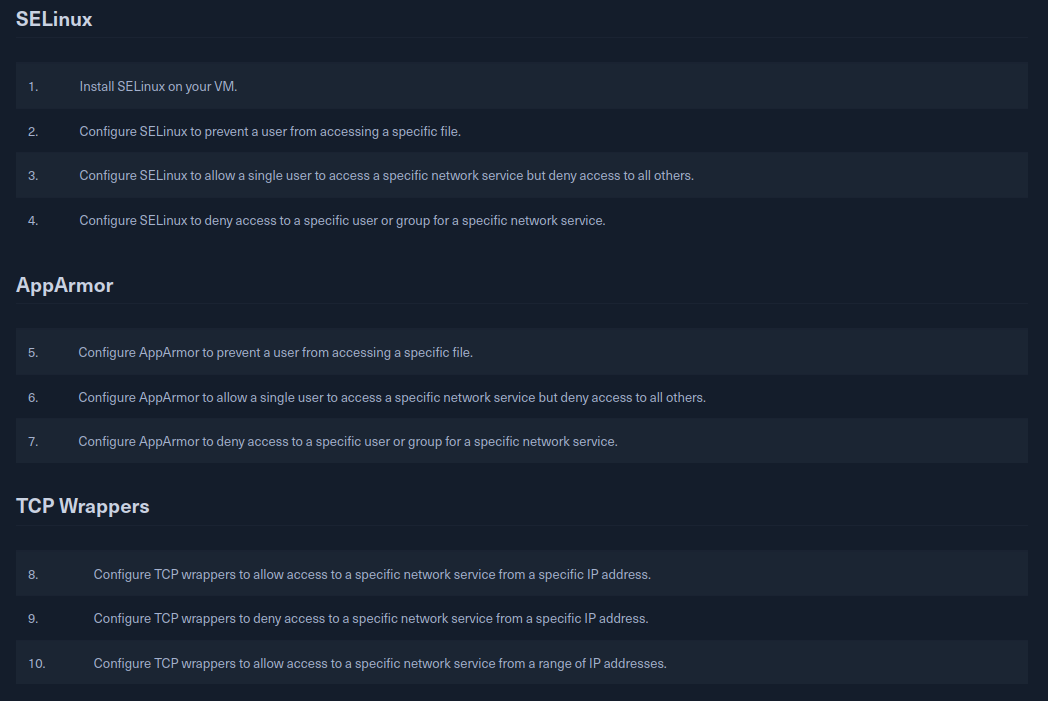 SELinux
1. Install SELinux on your VM.
2. Configure SELinux to prevent a user from accessing a specific file.
3. Configure SELinux to allow a single user to access a specific network service but deny access to all others.
4. Configure SELinux to deny access to a specific user or group for a specific network service.
AppArmor
5. Configure AppArmor to prevent a user from accessing a specific file.
6. Configure AppArmor to allow a single user to access a specific network service but deny access to all others.
7. Configure AppArmor to deny access to a specific user or group for a specific network service.
TCP Wrappers
8. Configure TCP wrappers to allow access to a specific network service from a specific IP address.
9. Configure TCP wrappers to deny access to a specific network service from a specific IP address.
10. Configure TCP wrappers to allow access to a specific network service from a range of IP addresses.